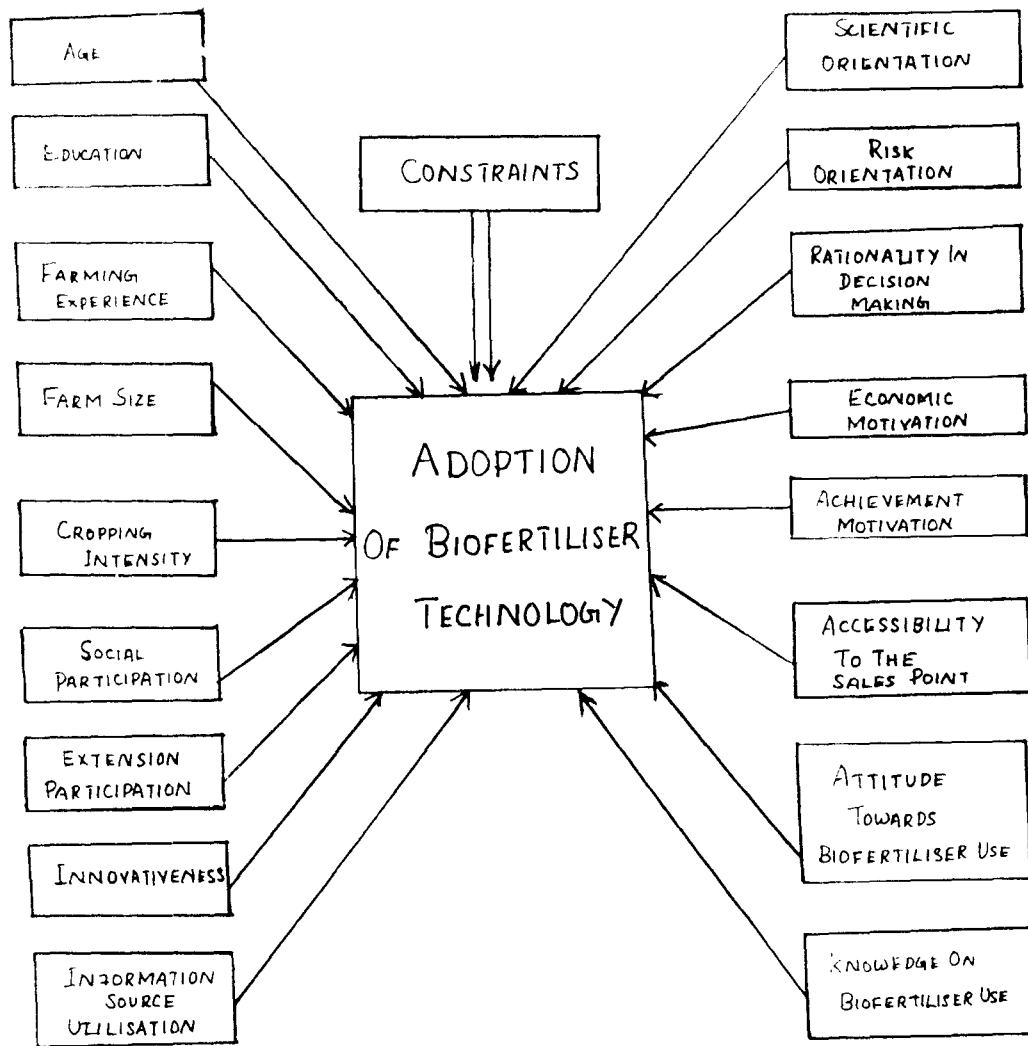 AGE
EDUCATION
FARMING
EXPERIENCE
FARM SIZE
CROPPING
INTENSITY
SOCIAL
PARTICIPATION
EXTENSION
PARTICIPATION
INNOVATIVENESS
INFORMATION
SOURCE
UTILISATION
CONSTRAINTS
ADOPTION
OF BIOFERTILISER
TECHNOLOGY
SCIENTIFIC
ORIENTATION
RISK
ORIENTATION
RATIONALITY IN
DECISION
MAKING
ECONOMIC
MOTIVATION
ACHIEVEMENT
MOTIVATION
ACCESSIBILITY
TO THE
SALES POINT
ATTITUDE
TOWARDS
BIOFERTILISER USE
KNOWEDGE ON
BIOFERTILISER USE